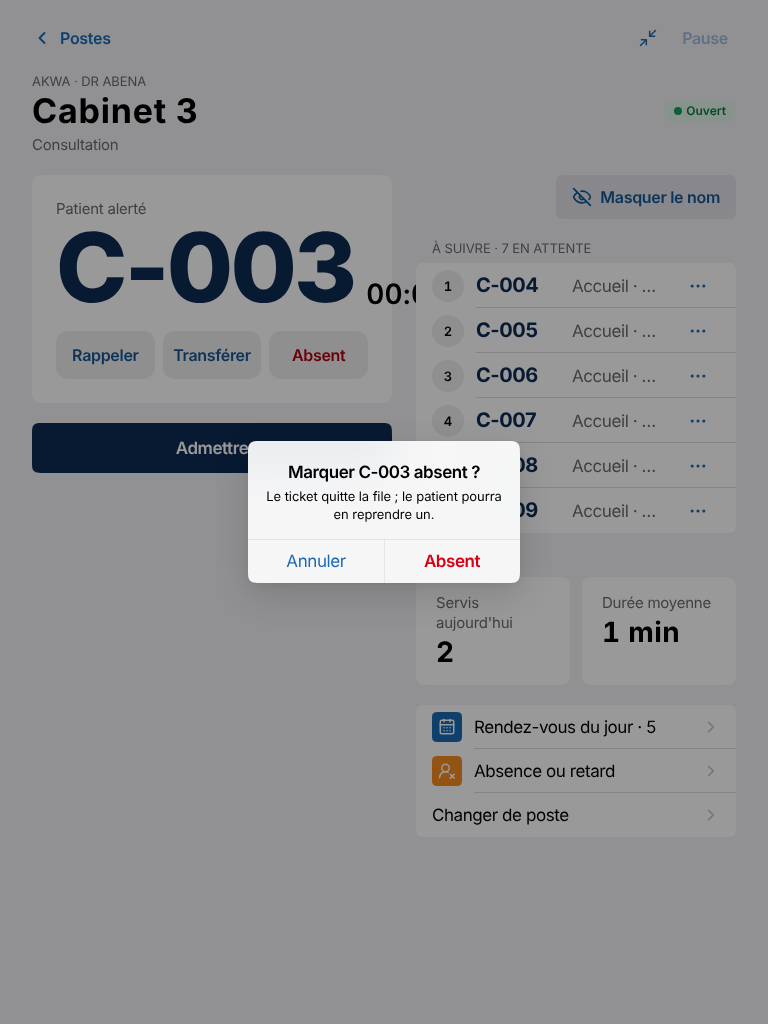 Postes
Pause
AKWA · DR ABENA
Cabinet 3
Ouvert
Consultation
Patient alerté
C-003
Rappeler
Transférer
Absent
Masquer le nom
À SUIVRE · 7 EN ATTENTE
1 C-004 Accueil · ...
2 C-005 Accueil · ...
3 C-006 Accueil · ...
4 C-007 Accueil · ...
08 Accueil · ...
09 Accueil · ...
Admettre
Marquer C-003 absent ?
Le ticket quitte la file ; le patient pourra
en reprendre un.
Annuler
Absent
Servis
aujourd'hui
2
Durée moyenne
1 min
Rendez-vous du jour · 5
Absence ou retard
Changer de poste